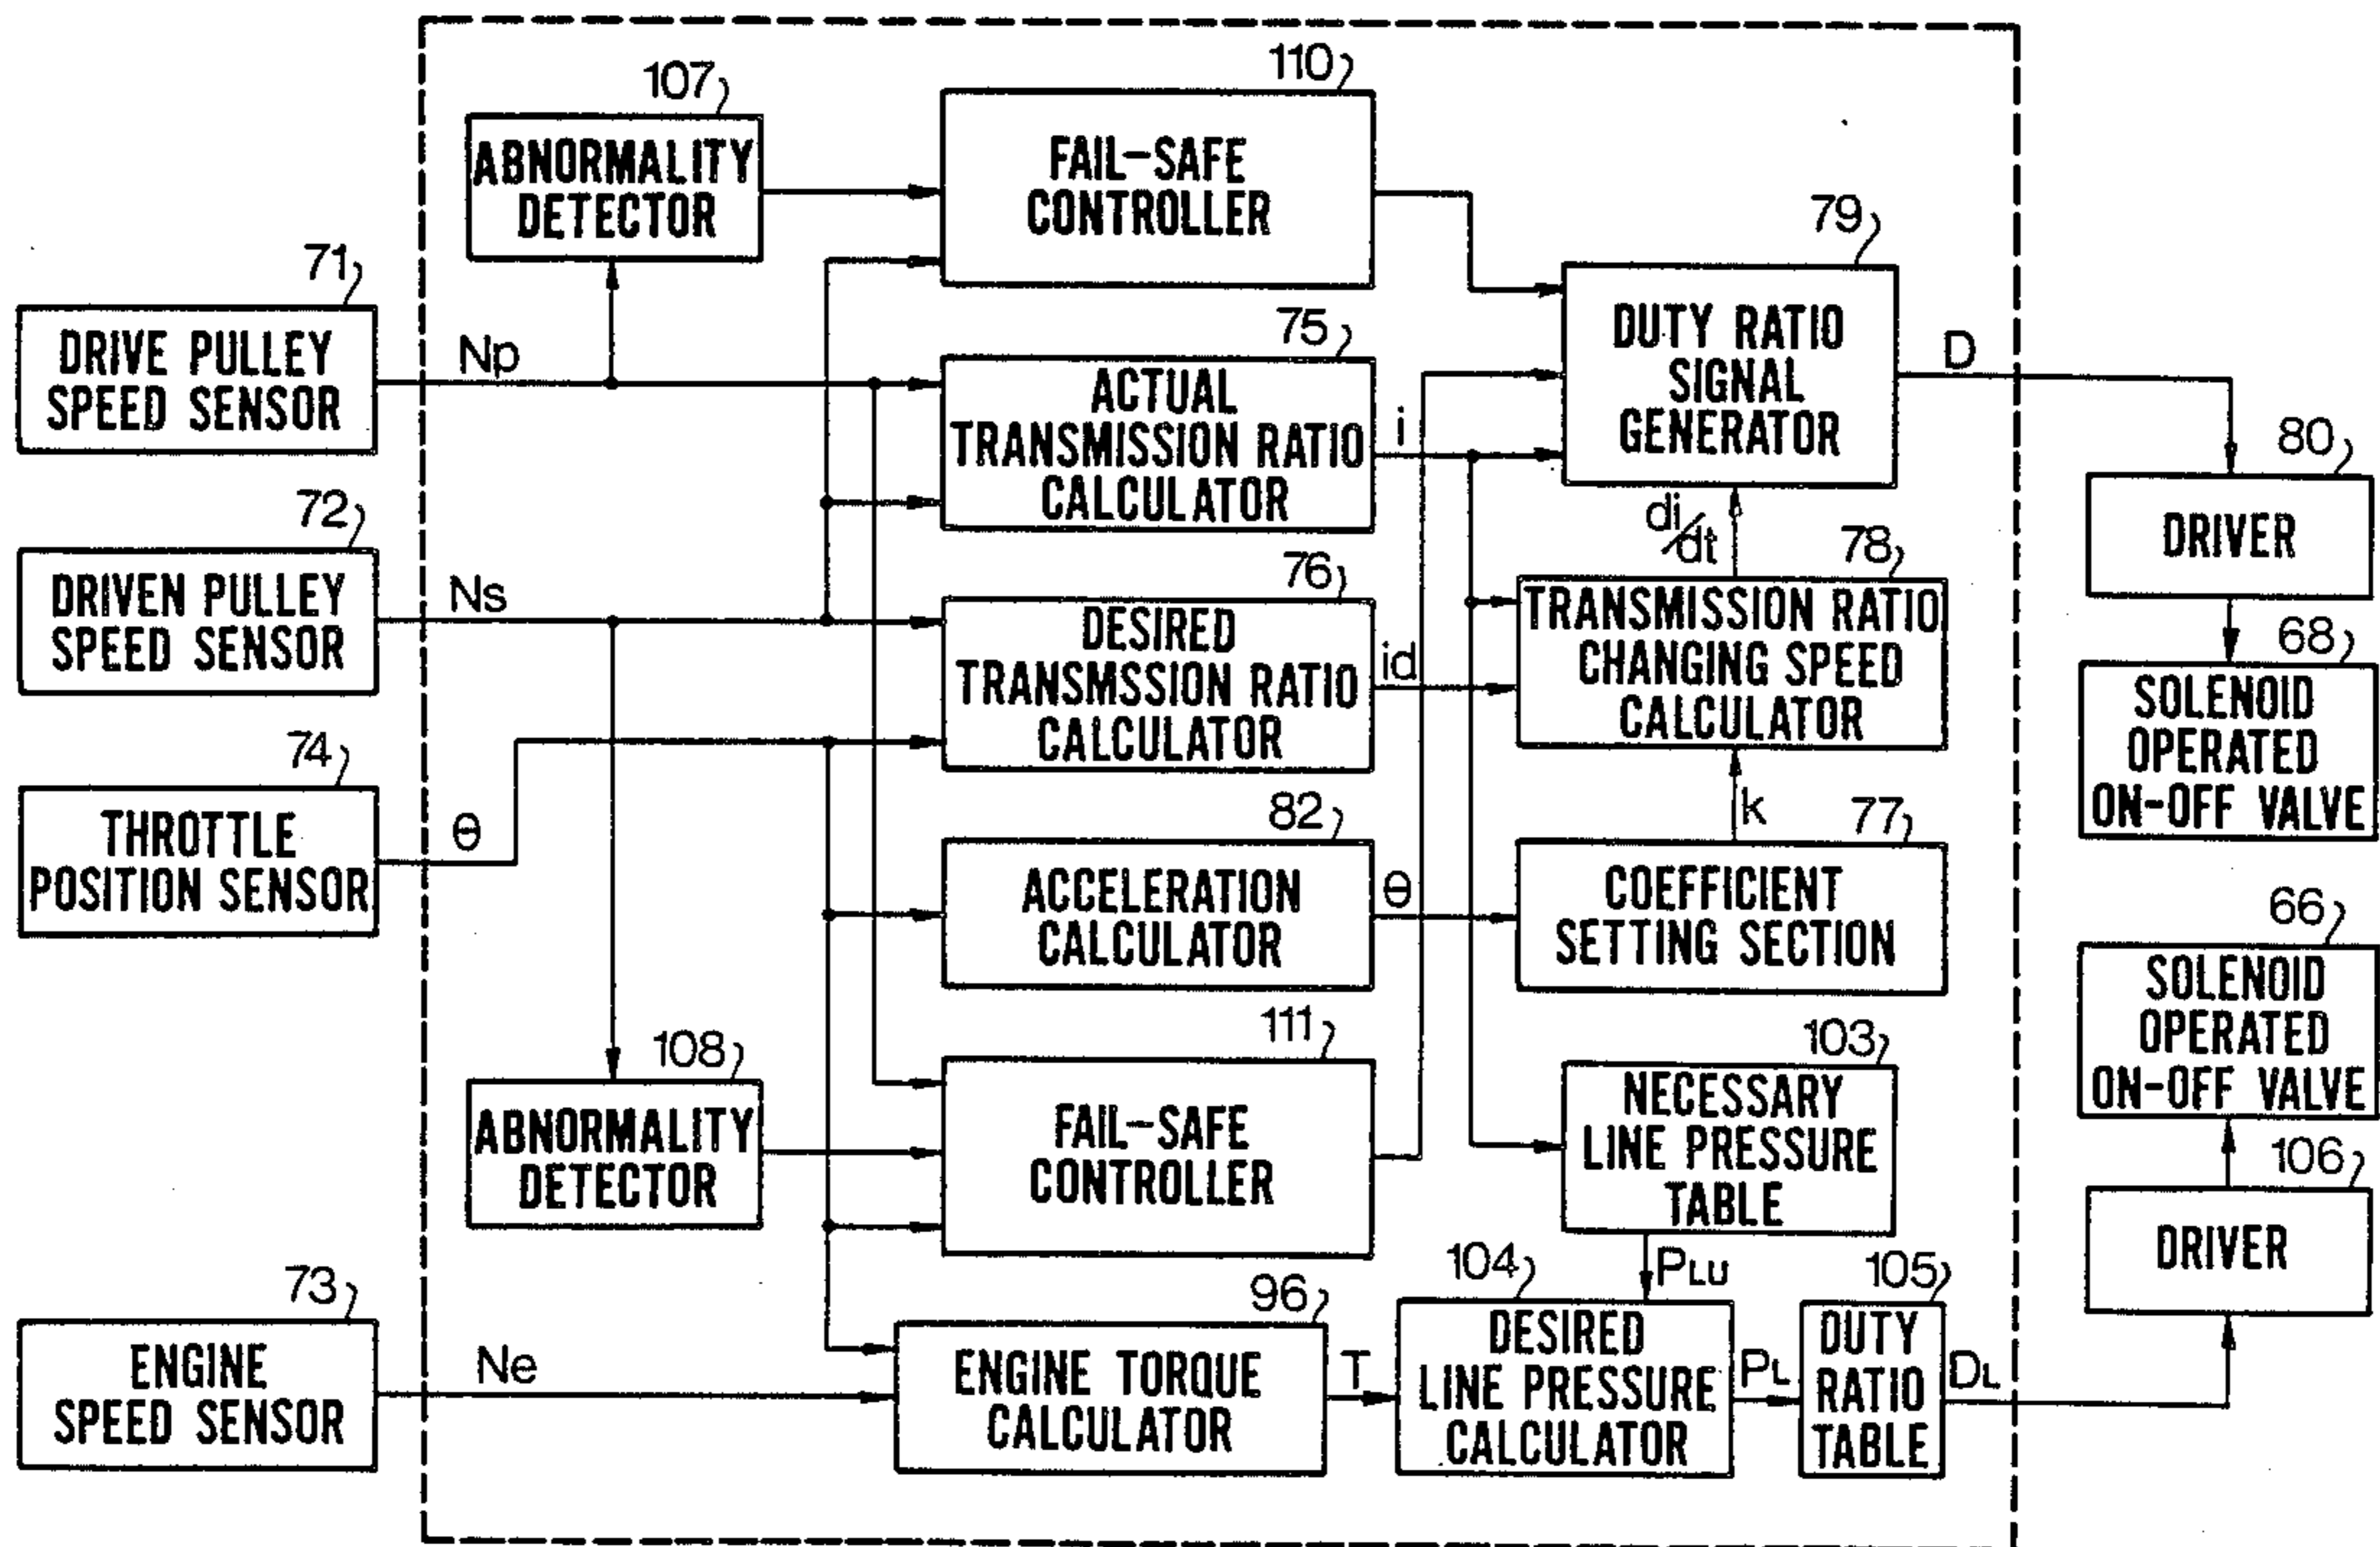 110
107
FAIL-SAFE
CONTROLLER
ABNORMALITY
DETECTOR
79
71
DUTY RATIO
SIGNAL
GENERATOR
75
DRIVE PULLEY
SPEED SENSOR
Np
D
ACTUAL
TRANSMISSION RATIO
CALCULATOR
i
80
72
di/dt
DRIVER
78
76
DRIVEN PULLEY
SPEED SENSOR
Ns
TRANSMISSION RATIO
CHANGING SPEED
CALCULATOR
68
DESIRED
TRANSMSSION RATIO
CALCULATOR
id
SOLENOID
OPERATED
ON-OFF VALVE
74
k
82
77
THROTTLE
POSITION SENSOR
θ
ACCELERATION
CALCULATOR
θ
COEFFICIENT
SETTING SECTION
66
SOLENOID
OPERATED
ON-OFF VALVE
111
103
108
NECESSARY
LINE PRESSURE
TABLE
ABNORMALITY
DETECTOR
FAIL-SAFE
CONTROLLER
106
DRIVER
PLU
104
105
73
96
ENGINE
SPEED SENSOR
Ne
ENGINE TORQUE
CALCULATOR
T
DESIRED
LINE PRESSURE
CALCULATOR
PL
DUTY
RATIO
TABLE
DL